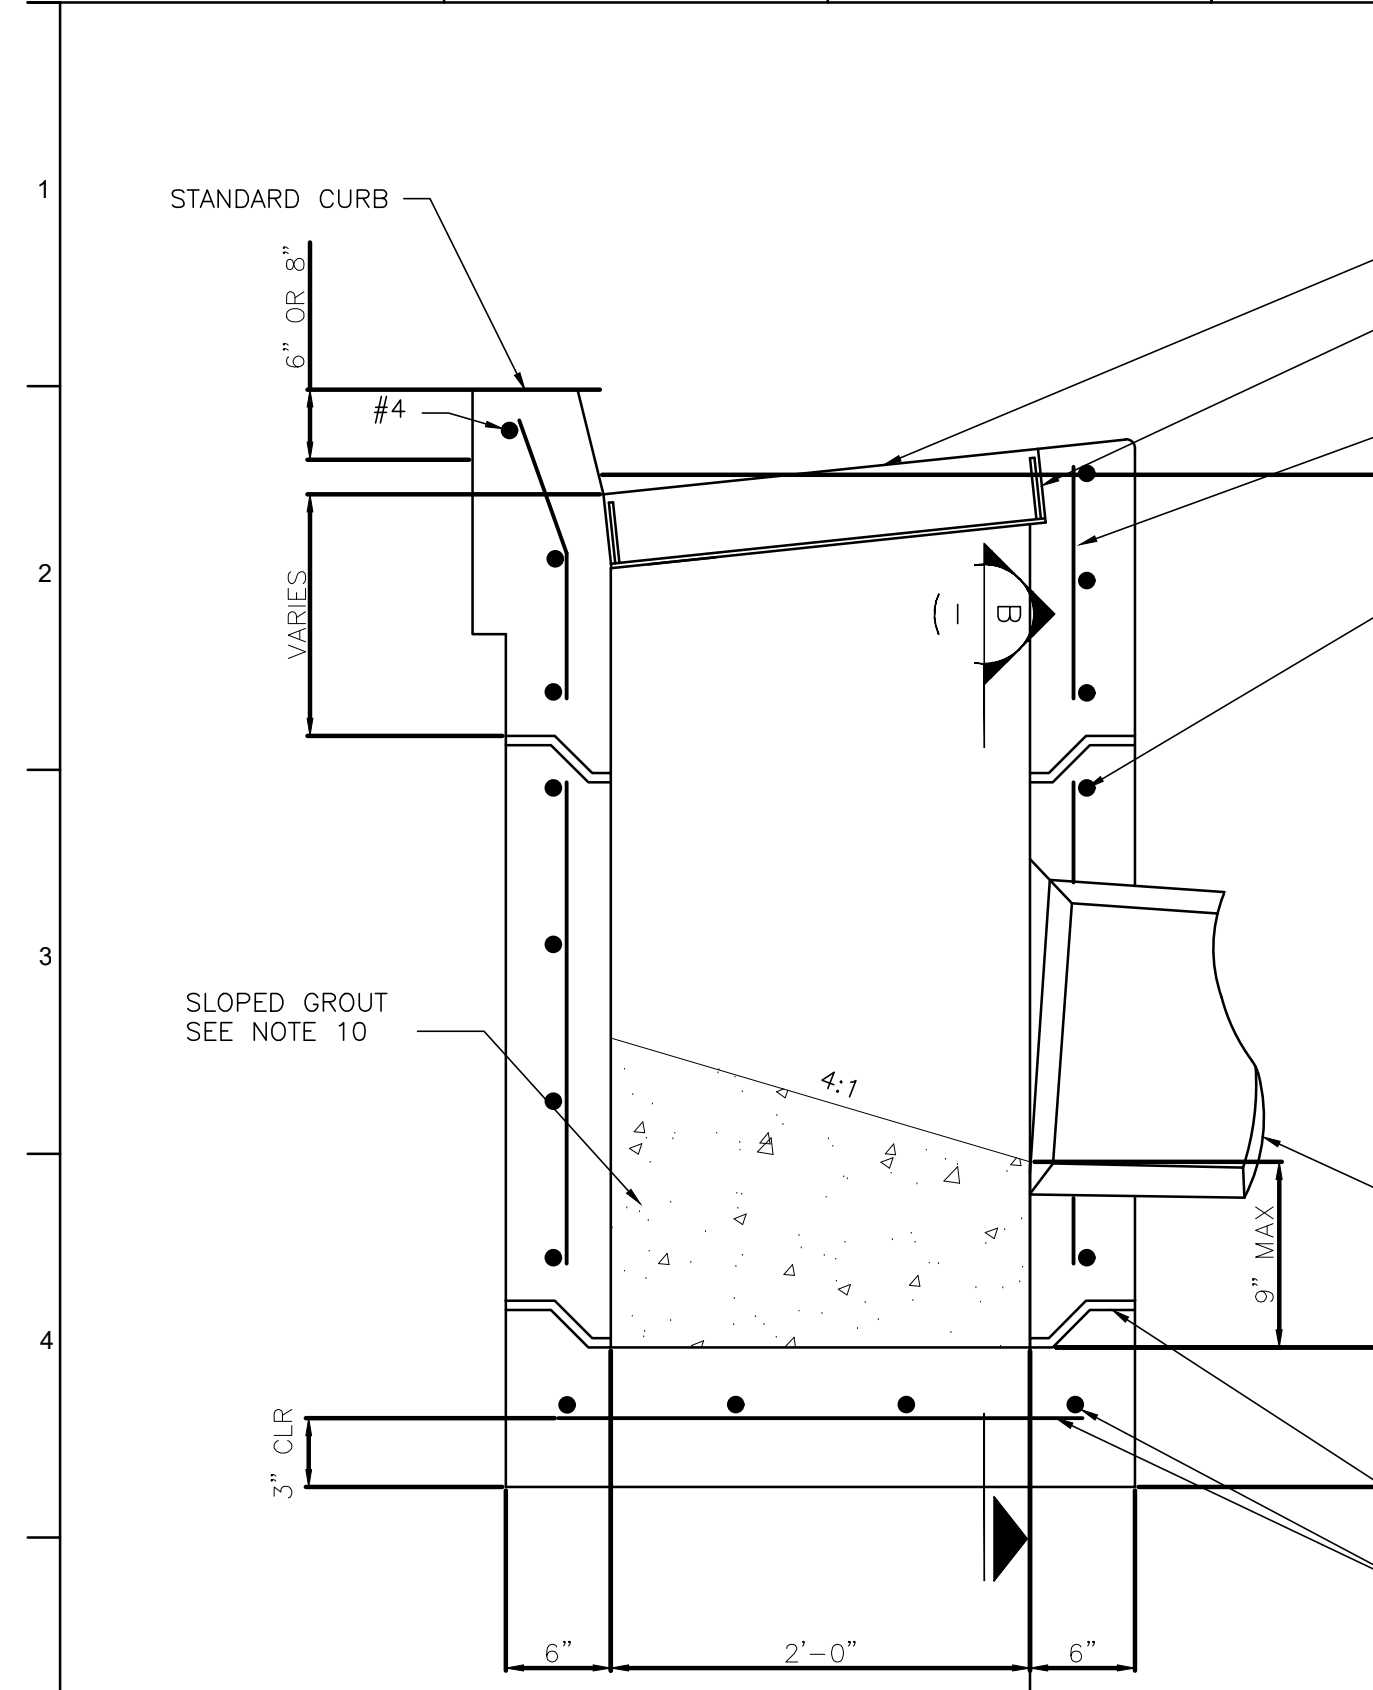 1
STANDARD CURB
6" OR 8"
#4
2
VARIES
B
–
3
SLOPED GROUT
SEE NOTE 10
4:1
9" MAX
4
3" CLR
6"
2'-0"
6"